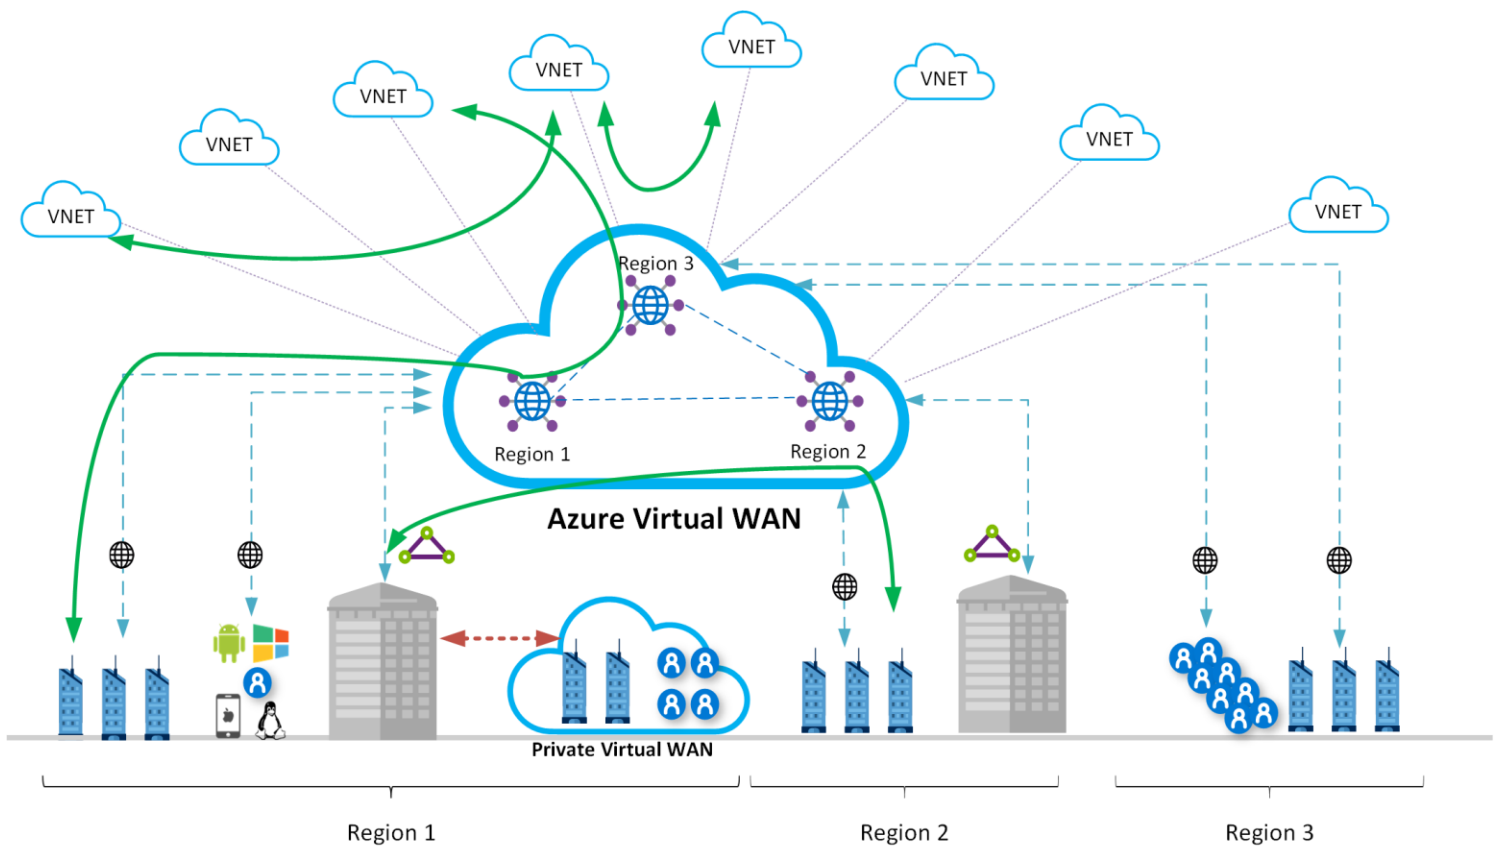 VNET
VNET
VNET
VNET
VNET
VNET
VNET
VNET
Region 3
Region 1
Region 2
Azure Virtual WAN
Private Virtual WAN
Region 1
Region 2
Region 3